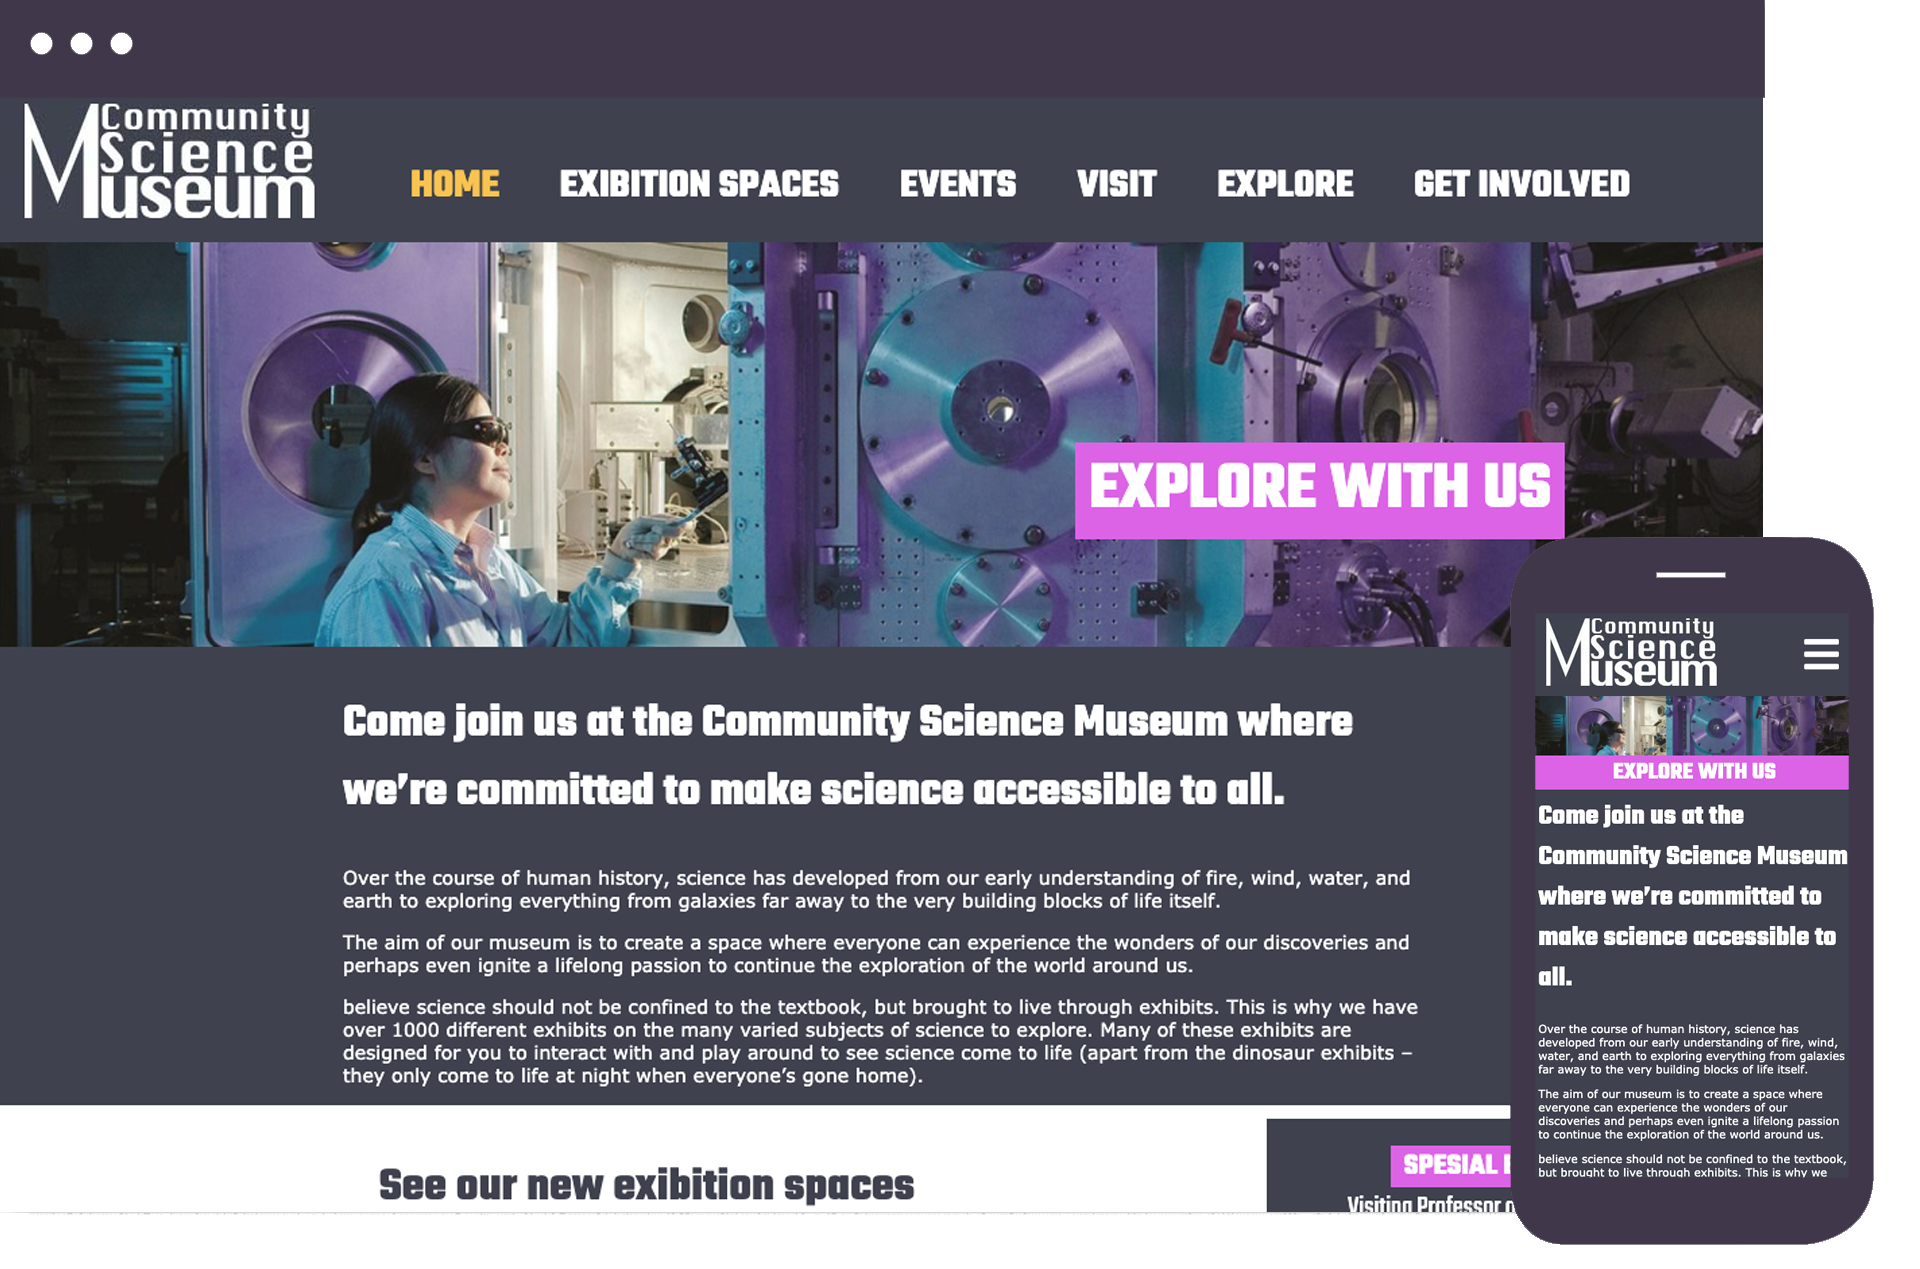 Community
Science
Museum
HOME EXIBITION SPACES EVENTS VISIT EXPLORE GET INVOLVED
EXPLORE WITH US
Come join us at the Community Science Museum where
we’re committed to make science accessible to all.
Over the course of human history, science has developed from our early understanding of fire, wind, water, and
earth to exploring everything from galaxies far away to the very building blocks of life itself.
The aim of our museum is to create a space where everyone can experience the wonders of our discoveries and
perhaps even ignite a lifelong passion to continue the exploration of the world around us.
believe science should not be confined to the textbook, but brought to live through exhibits. This is why we have
over 1000 different exhibits on the many varied subjects of science to explore. Many of these exhibits are
designed for you to interact with and play around to see science come to life (apart from the dinosaur exhibits –
they only come to life at night when everyone’s gone home).
See our new exibition spaces
SPESIAL
Visiting Professor
Community
Science
Museum
EXPLORE WITH US
Come join us at the
Community Science Museum
where we’re committed to
make science accessible to
all.
Over the course of human history, science has
developed from our early understanding of fire, wind,
water, and earth to exploring everything from galaxies
far away to the very building blocks of life itself.
The aim of our museum is to create a space where
everyone can experience the wonders of our
discoveries and perhaps even ignite a lifelong passion
to continue the exploration of the world around us.
believe science should not be confined to the textbook,
but brought to live through exhibits. This is why we